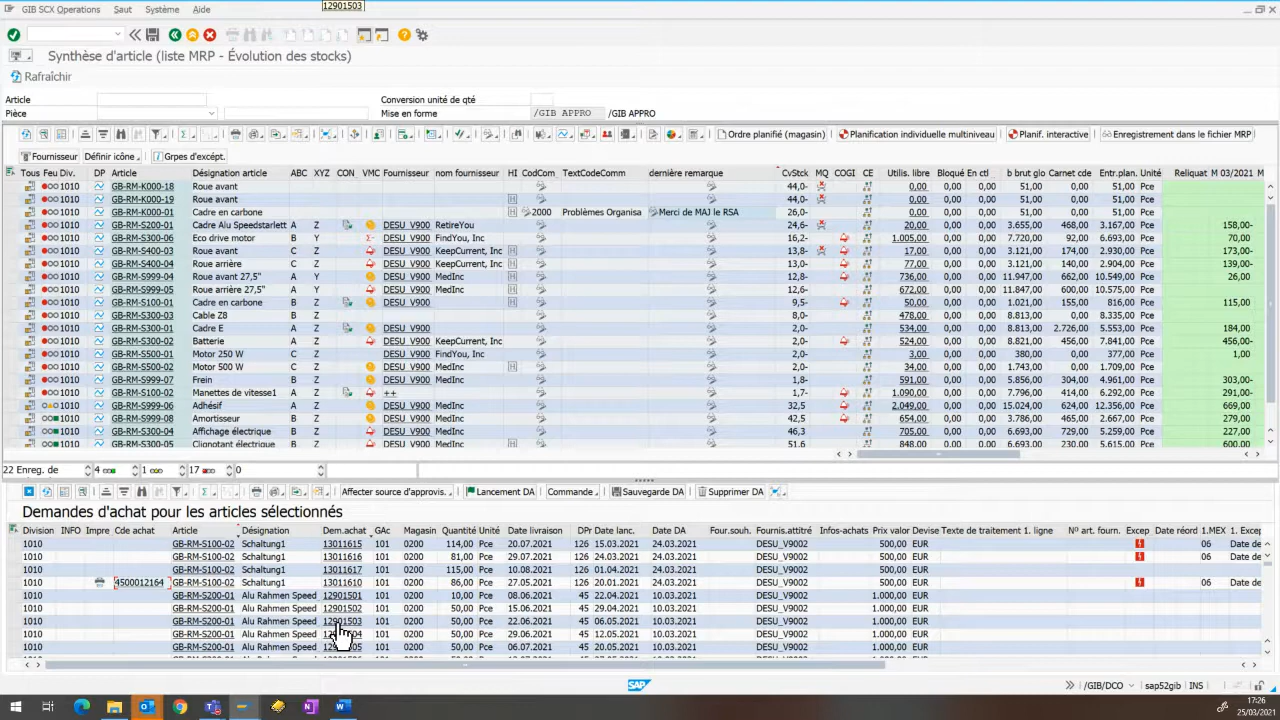 GIB SCX Operations Saut Système Aide 12901503
Synthèse d'article (liste MRP - Évolution des stocks)
Rafraîchir
Article Conversion unité de qté
Pièce Mise en forme /GIB APPRO /GIB APPRO
Ordre planifié (magasin) Planification individuelle multiniveau Planif. interactive Enregistrement dans le fichier MRP
Fournisseur Définir icône Grpes d'excépt.
Tous Feu Div. DP Article Désignation article ABC XYZ CON VMC Fournisseur nom fournisseur HI CodCom TextCodeComm dernière remarque CvStck MQ COGI CE Utilis. libre Bloqué En ctl b brut glo Carnet cde Entr.plan. Unité Reliquat M 03/2021 M
1010 GB-RM-K000-18 Roue avant 44,0- 0,00 0,00 0,00 51,00 0,00 51,00 Pce
1010 GB-RM-K000-19 Roue avant H 44,0- 0,00 0,00 0,00 51,00 0,00 51,00 Pce
1010 GB-RM-K000-01 Cadre en carbone H 2000 Problèmes Organisa Merci de MAJ le RSA 26,0- 0,00 0,00 0,00 51,00 0,00 51,00 Pce
1010 GB-RM-S200-01 Cadre Alu Speedstarlett A Z DESU_V900 RetireYou 24,6- 20,00 0,00 0,00 3.655,00 468,00 3.167,00 Pce 158,00-
1010 GB-RM-S300-06 Eco drive motor B Y Σ- DESU_V900 FindYou, Inc 16,2- 1.005,00 0,00 0,00 7.720,00 92,00 6.693,00 Pce 70,00
1010 GB-RM-S400-03 Roue avant C Z DESU_V900 KeepCurrent, Inc H 13,8- 17,00 0,00 0,00 3.121,00 174,00 2.930,00 Pce 173,00-
1010 GB-RM-S400-04 Roue arrière C Z DESU_V900 KeepCurrent, Inc H 13,0- 77,00 0,00 0,00 3.121,00 140,00 2.904,00 Pce 139,00-
1010 GB-RM-S999-04 Roue avant 27,5" A Y DESU_V900 MedInc 12,8- 736,00 0,00 0,00 11.947,00 662,00 10.549,00 Pce 26,00
1010 GB-RM-S999-05 Roue arrière 27,5" A Y DESU_V900 MedInc H 12,6- 672,00 0,00 0,00 11.947,00 700,00 10.575,00 Pce
1010 GB-RM-S100-01 Cadre en carbone B Z DESU_V900 H 9,5- 50,00 0,00 0,00 1.021,00 155,00 816,00 Pce 115,00
1010 GB-RM-S300-03 Cable Z8 B Z 8,0- 478,00 0,00 0,00 8.813,00 0,00 8.335,00 Pce
1010 GB-RM-S300-01 Cadre E A Z DESU_V900 2,0- 534,00 0,00 0,00 8.813,00 2.726,00 5.553,00 Pce 184,00
1010 GB-RM-S300-02 Batterie A Z DESU_V900 KeepCurrent, Inc 2,0- 524,00 0,00 0,00 8.821,00 456,00 7.841,00 Pce 456,00-
1010 GB-RM-S500-01 Motor 250 W C Z DESU_V900 FindYou, Inc 2,0- 3,00 0,00 0,00 380,00 0,00 377,00 Pce 1,00
1010 GB-RM-S500-02 Motor 500 W C Z DESU_V900 MedInc H 2,0- 34,00 0,00 0,00 1.743,00 0,00 1.709,00 Pce
1010 GB-RM-S999-07 Frein B Z DESU_V900 MedInc 1,8- 591,00 0,00 0,00 5.856,00 304,00 4.961,00 Pce 303,00-
1010 GB-RM-S100-02 Manettes de vitesse1 A Z ++ 1,7- 1.090,00 0,00 0,00 7.796,00 414,00 6.292,00 Pce 291,00-
1010 GB-RM-S999-06 Adhésif A Z DESU_V900 MedInc 32,5 2.049,00 0,00 0,00 15.024,00 624,00 12.356,00 Pce 669,00
1010 GB-RM-S999-08 Amortisseur B Z DESU_V900 MedInc 42,5 654,00 0,00 0,00 3.786,00 465,00 2.667,00 Pce 279,00
1010 GB-RM-S300-04 Affichage électrique B Z DESU_V900 46,3 705,00 0,00 0,00 6.693,00 729,00 5.259,00 Pce 227,00
1010 GB-RM-S300-05 Clignotant électrique B Z DESU_V900 MedInc H 51,6 848,00 0,00 0,00 6.693,00 230,00 5.615,00 Pce 600,00
22 Enreg. de 4 1 17 0
Affecter source d'approvis. Lancement DA Commande Sauvegarde DA Supprimer DA
Demandes d'achat pour les articles sélectionnés
Division INFO Impre Cde achat Article Désignation Dem.achat GAc Magasin Quantité Unité Date livraison DPr Date lanc. Date DA Four.souh. Fournis.attitré Infos-achats Prix valor Devise Texte de traitement 1. ligne Nº art. fourn. Excep Date réord 1.MEX 1. Excep
1010 GB-RM-S100-02 Schaltung1 13011615 101 0200 114,00 Pce 20.07.2021 126 15.03.2021 24.03.2021 DESU_V9002 500,00 EUR 06 Date de
1010 GB-RM-S100-02 Schaltung1 13011616 101 0200 81,00 Pce 29.07.2021 126 24.03.2021 24.03.2021 DESU_V9002 500,00 EUR 06 Date de
1010 GB-RM-S100-02 Schaltung1 13011617 101 0200 115,00 Pce 10.08.2021 126 01.04.2021 24.03.2021 DESU_V9002 500,00 EUR
1010 4500012164 GB-RM-S100-02 Schaltung1 13011610 101 0200 86,00 Pce 27.05.2021 126 20.01.2021 24.03.2021 DESU_V9002 500,00 EUR 06 Date de
1010 GB-RM-S200-01 Alu Rahmen Speed 12901501 101 0200 10,00 Pce 08.06.2021 45 22.04.2021 10.03.2021 DESU_V9002 1.000,00 EUR
1010 GB-RM-S200-01 Alu Rahmen Speed 12901502 101 0200 50,00 Pce 15.06.2021 45 29.04.2021 10.03.2021 DESU_V9002 1.000,00 EUR
1010 GB-RM-S200-01 Alu Rahmen Speed 12901503 101 0200 50,00 Pce 22.06.2021 45 06.05.2021 10.03.2021 DESU_V9002 1.000,00 EUR
1010 GB-RM-S200-01 Alu Rahmen Speed 101 0200 50,00 Pce 29.06.2021 45 12.05.2021 10.03.2021 DESU_V9002 1.000,00 EUR
1010 GB-RM-S200-01 Alu Rahmen Speed 101 0200 50,00 Pce 06.07.2021 45 20.05.2021 10.03.2021 DESU_V9002 1.000,00 EUR
SAP /GIB/DCO sap52gib INS
17:26
25/03/2021